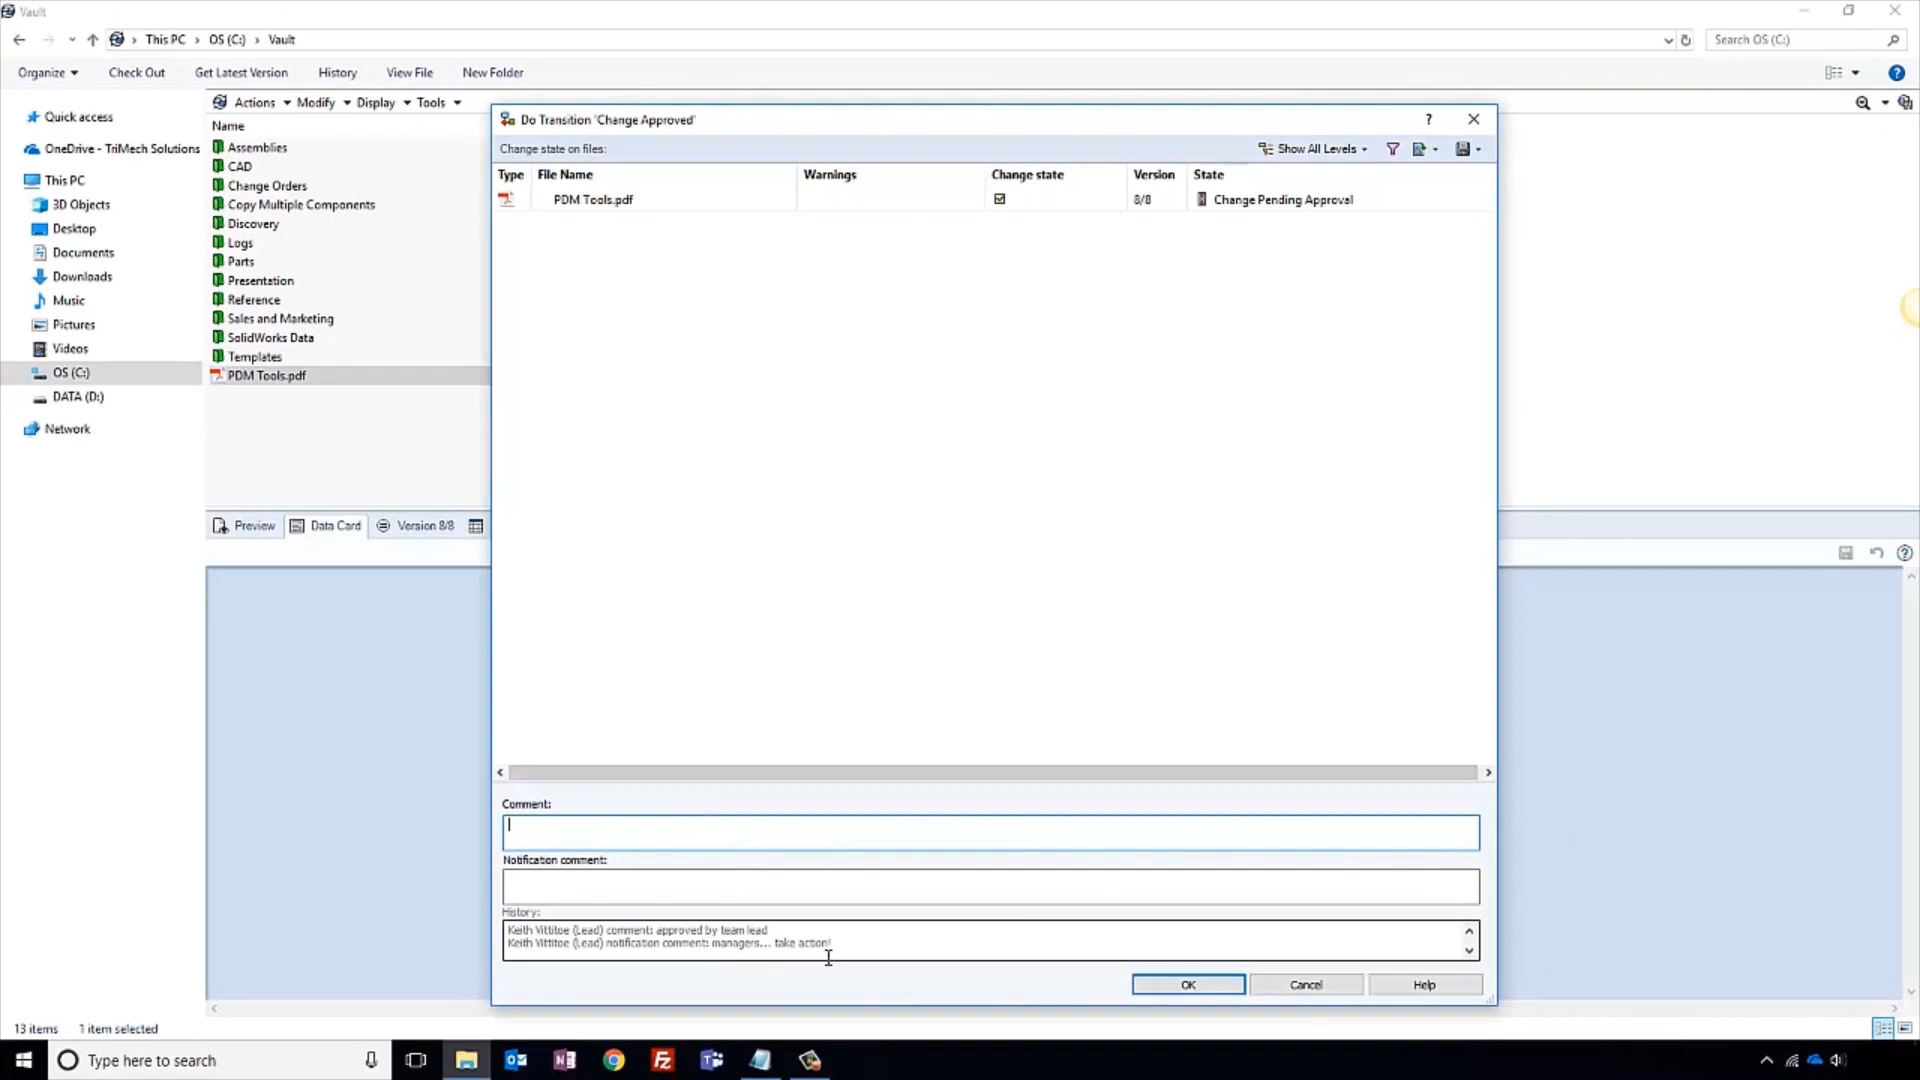 Vault
This PC › OS (C:) › Vault
Search OS (C:)
Organize Check Out Get Latest Version History View File New Folder
Actions Modify Display Tools
Name
Quick access
OneDrive - TriMech Solutions
This PC
3D Objects
Desktop
Documents
Downloads
Music
Pictures
Videos
OS (C:)
DATA (D:)
Network
Assemblies
CAD
Change Orders
Copy Multiple Components
Discovery
Logs
Parts
Presentation
Reference
Sales and Marketing
SolidWorks Data
Templates
PDM Tools.pdf
Preview Data Card Version 8/8
Do Transition 'Change Approved'
Change state on files: Show All Levels
Type File Name Warnings Change state Version State
PDM Tools.pdf 8/8 Change Pending Approval
Comment:
Notification comment:
History:
Keith Vittitoe (Lead) comment: approved by team lead
Keith Vittitoe (Lead) notification comment: managers... take action!
OK Cancel Help
13 items 1 item selected
Type here to search